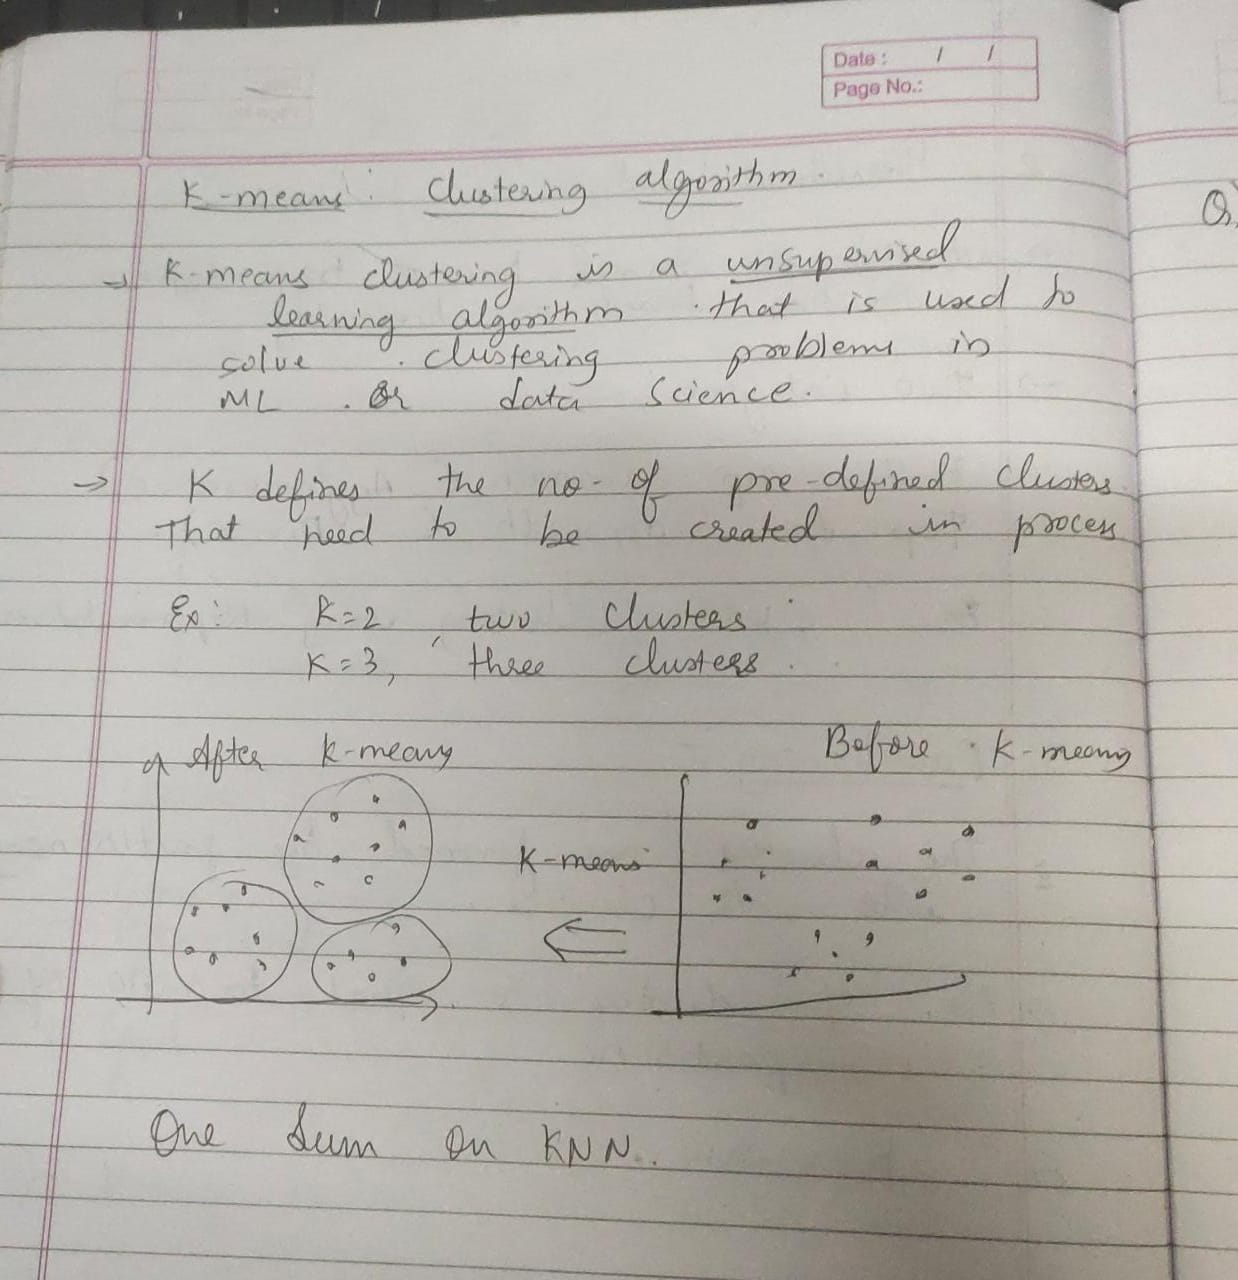 Date : / /
Page No.:
K-means : Clustering algorithm
→ K-means clustering is a unsupervised
learning algorithm that is used to
solve clustering problems in
ML or data science.
→ K defines the no. of pre-defined Clusters
That need to be created in process
Ex: K=2, two Clusters
K=3, three clusters.
After K-means
Before K-means
K-means
One Sum on KNN..
Q.